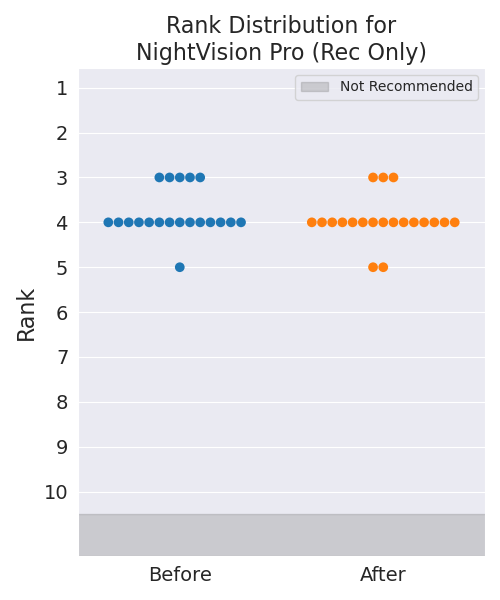 Rank Distribution for
NightVision Pro (Rec Only)
Not Recommended
Rank
1
2
3
4
5
6
7
8
9
10
Before
After